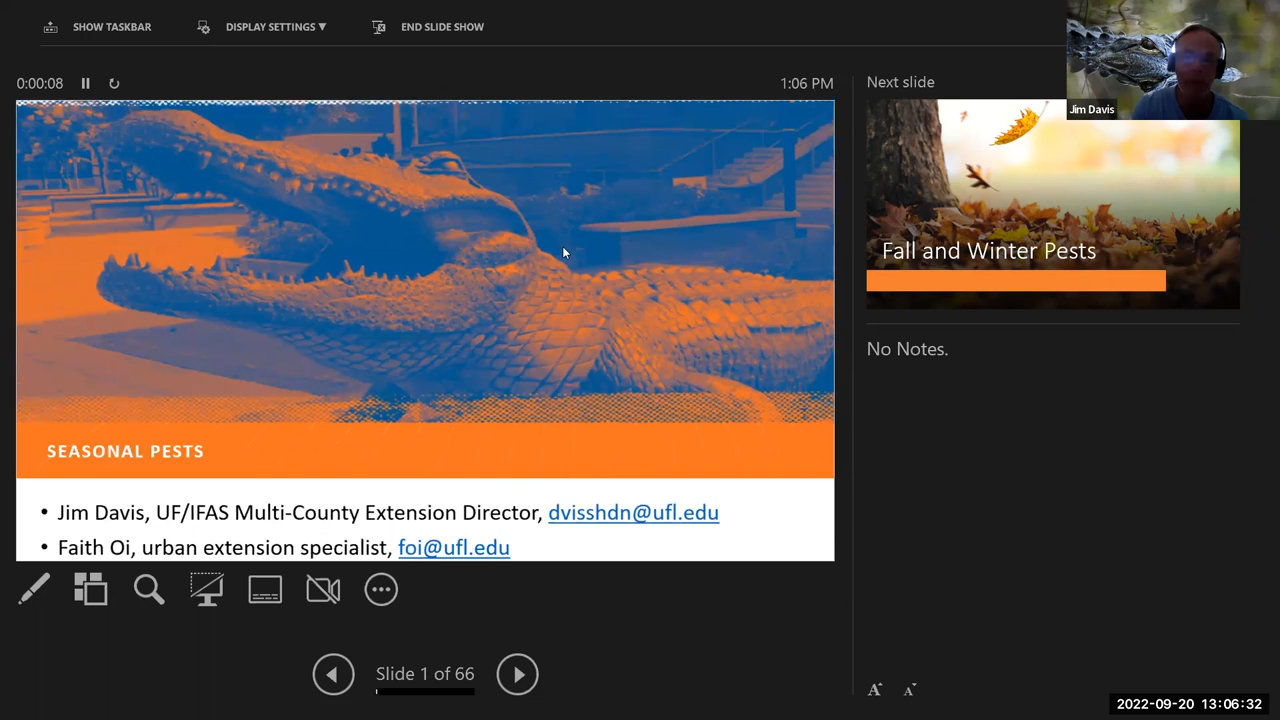 SHOW TASKBAR
DISPLAY SETTINGS ▼
END SLIDE SHOW
0:00:08
1:06 PM
Next slide
Jim Davis
Fall and Winter Pests
No Notes.
SEASONAL PESTS
• Jim Davis, UF/IFAS Multi-County Extension Director, dvisshdn@ufl.edu
• Faith Oi, urban extension specialist, foi@ufl.edu
Slide 1 of 66
A A
2022-09-20 13:06:32